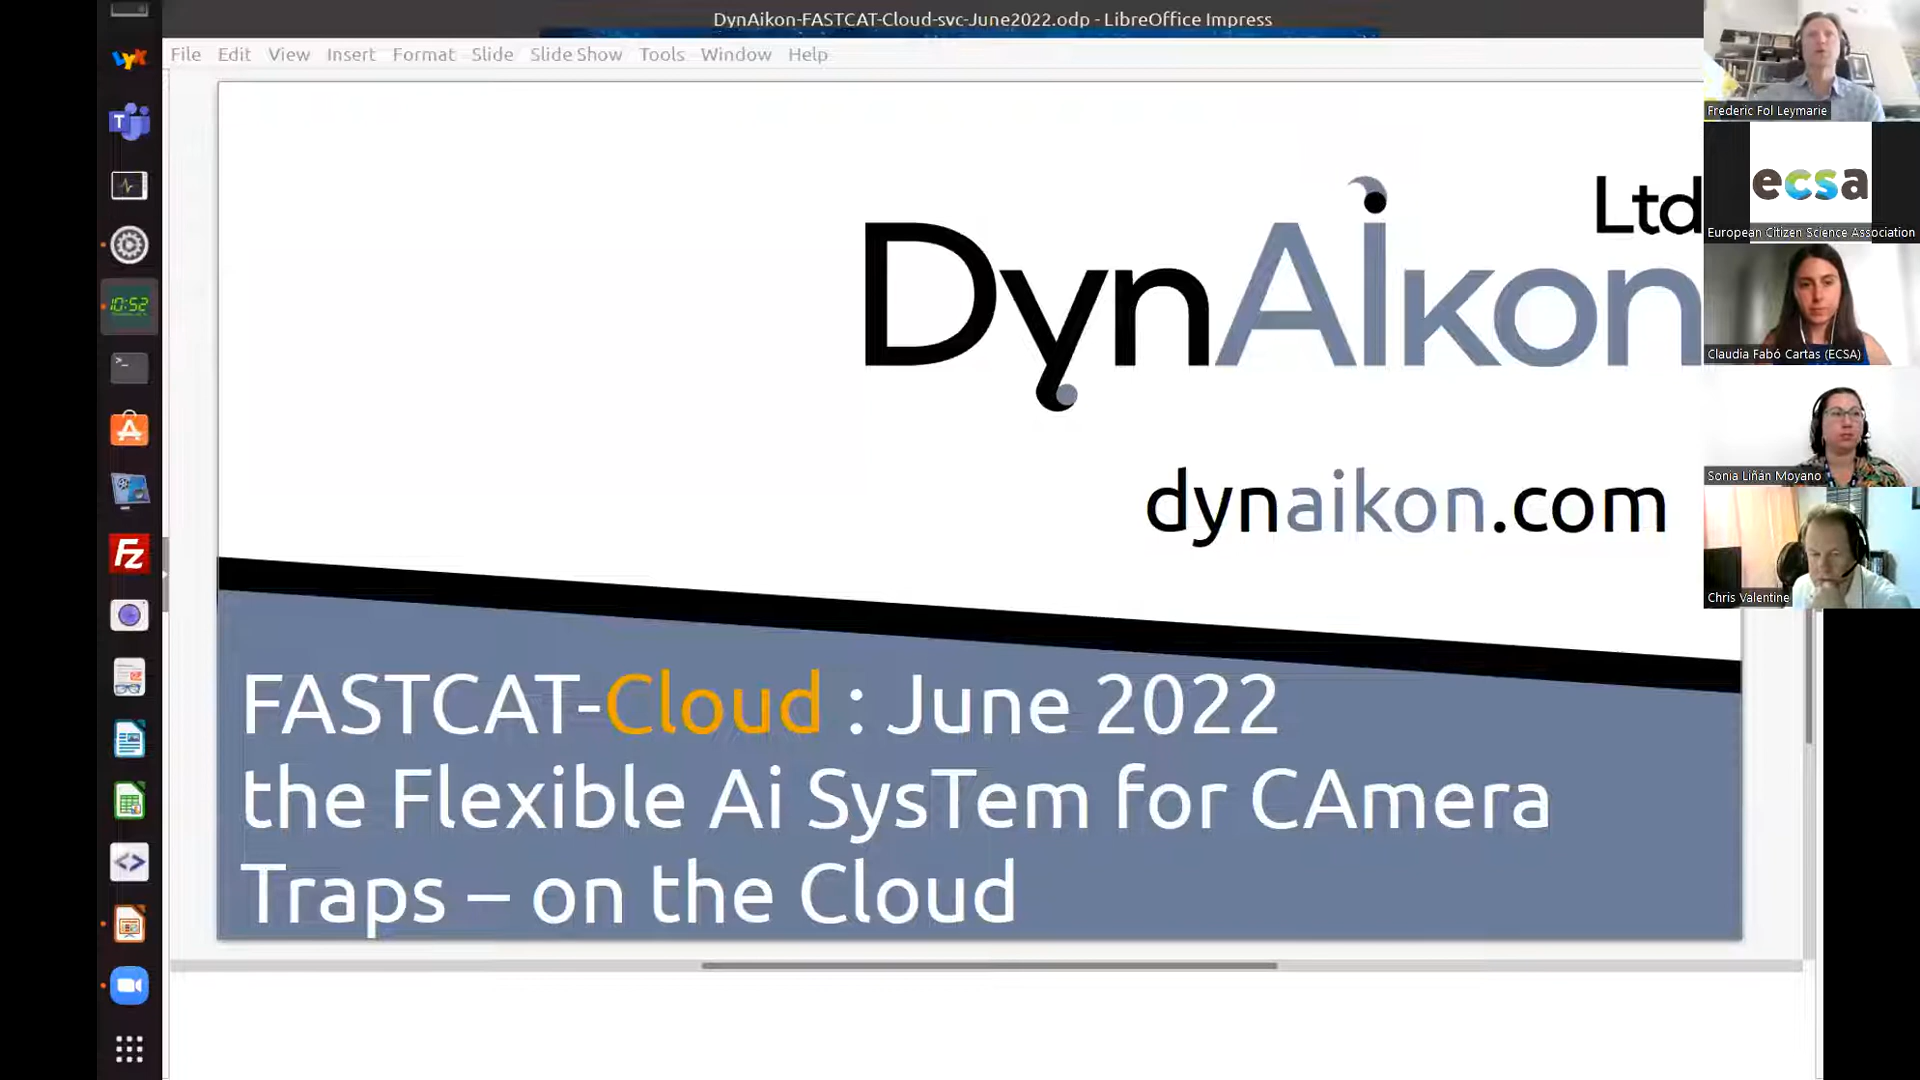 DynAikon-FASTCAT-Cloud-svc-June2022.odp - LibreOffice Impress
File Edit View Insert Format Slide Slide Show Tools Window Help
Ltd
DynAikon
dynaikon.com
FASTCAT-Cloud : June 2022
the Flexible Ai SysTem for CAmera
Traps – on the Cloud
lyx
T
10:52
>_
FZ
<>
Frederic Fol Leymarie
ecsa
European Citizen Science Association
Claudia Fabó Cartas (ECSA)
Sonia Liñán Moyano
Chris Valentine